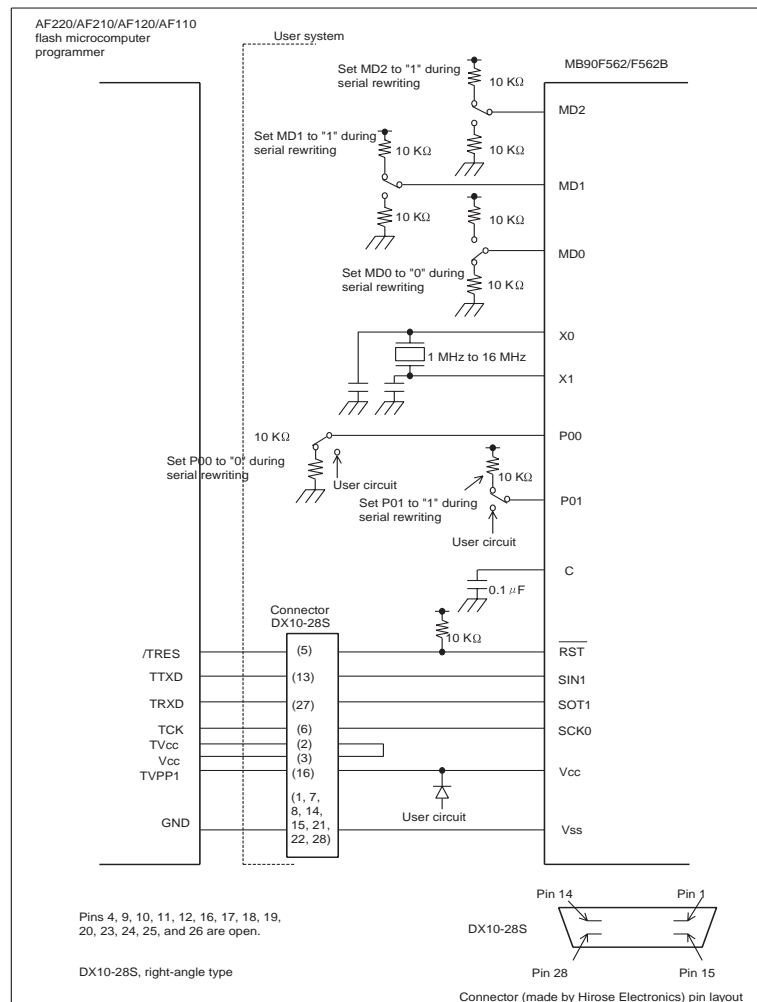 AF220/AF210/AF120/AF110
flash microcomputer
programmer
User system
MB90F562/F562B
Set MD2 to "1" during
serial rewriting
10 KΩ
MD2
10 KΩ
Set MD1 to "1" during
serial rewriting
10 KΩ
MD1
10 KΩ
10 KΩ
MD0
Set MD0 to "0" during
serial rewriting
10 KΩ
X0
1 MHz to 16 MHz
X1
10 KΩ
P00
Set P00 to "0" during
serial rewriting
User circuit
10 KΩ
Set P01 to "1" during
serial rewriting
P01
User circuit
C
0.1 μF
Connector
DX10-28S
10 KΩ
/TRES
(5)
RST
TTXD
(13)
SIN1
TRXD
(27)
SOT1
TCK
(6)
SCK0
TVcc
(2)
Vcc
(3)
TVPP1
(16)
Vcc
User circuit
GND
(1, 7,
8, 14,
15, 21,
22, 28)
Vss
Pins 4, 9, 10, 11, 12, 16, 17, 18, 19,
20, 23, 24, 25, and 26 are open.
DX10-28S, right-angle type
Pin 14
Pin 1
DX10-28S
Pin 28
Pin 15
Connector (made by Hirose Electronics) pin layout